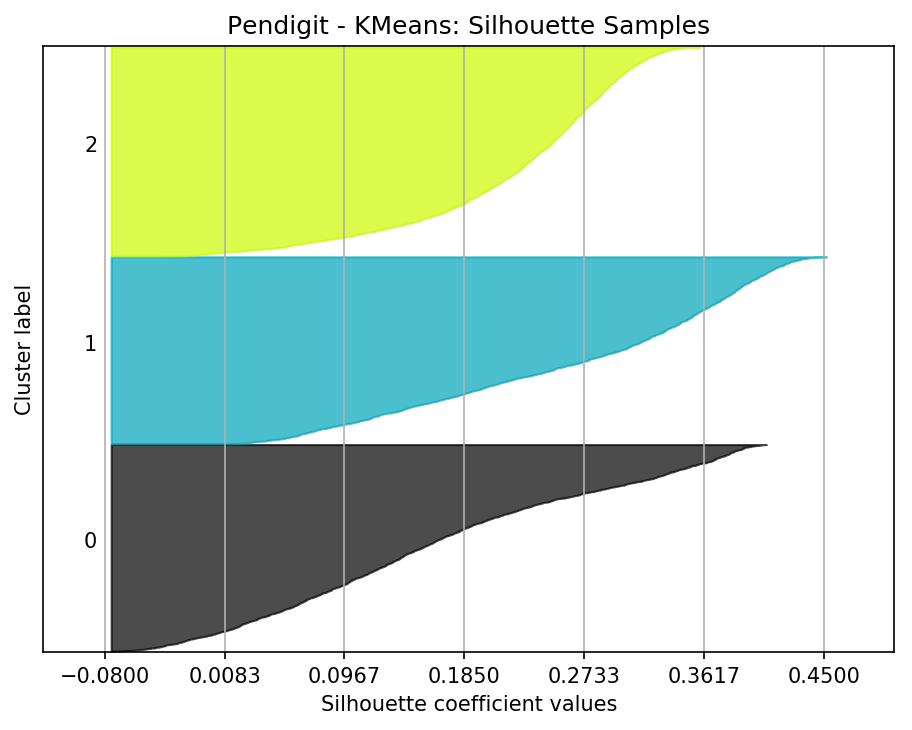 Pendigit - KMeans: Silhouette Samples
Cluster label
2
1
0
−0.0800 0.0083 0.0967 0.1850 0.2733 0.3617 0.4500
Silhouette coefficient values